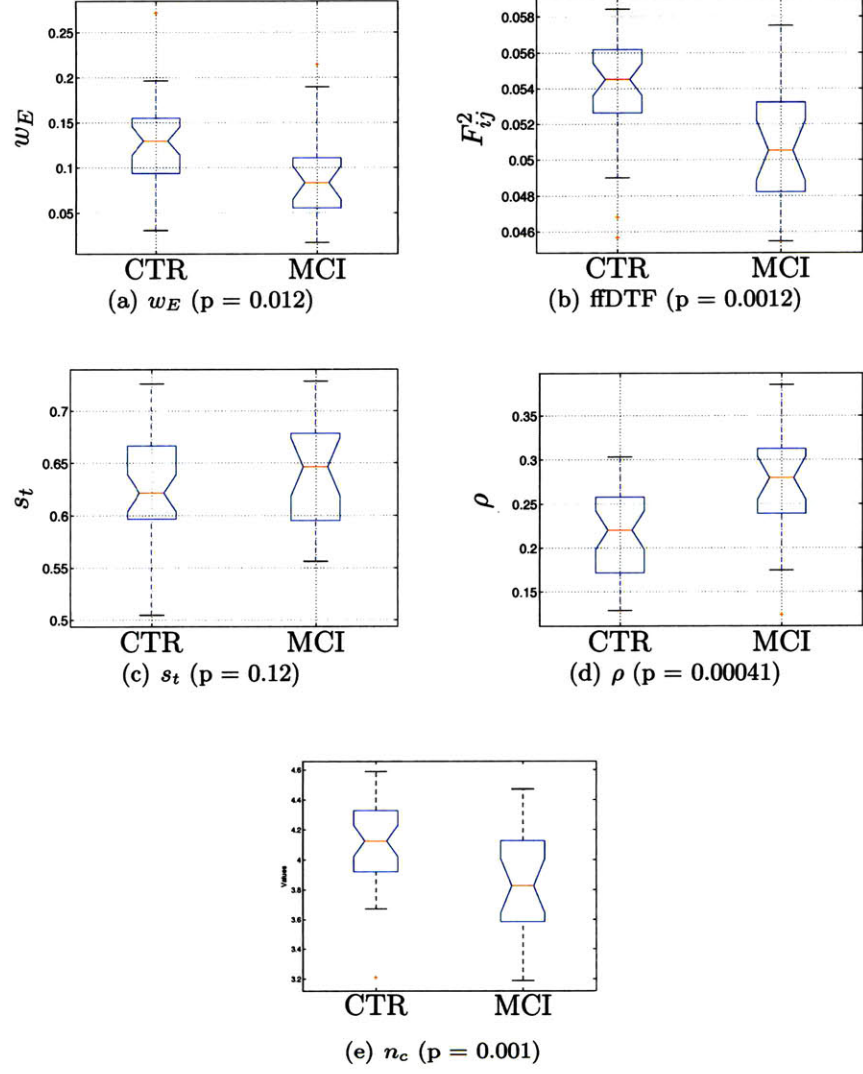 0.25
0.2
0.15
0.1
0.05
w_E
CTR MCI
(a) w_E (p = 0.012)
0.058
0.056
0.054
0.052
0.05
0.048
0.046
F²_ij
CTR MCI
(b) ffDTF (p = 0.0012)
0.7
0.65
0.6
0.55
0.5
s_t
CTR MCI
(c) s_t (p = 0.12)
0.35
0.3
0.25
0.2
0.15
ρ
CTR MCI
(d) ρ (p = 0.00041)
4.6
4.4
4.2
4
3.8
3.6
3.4
3.2
Values
CTR MCI
(e) n_c (p = 0.001)